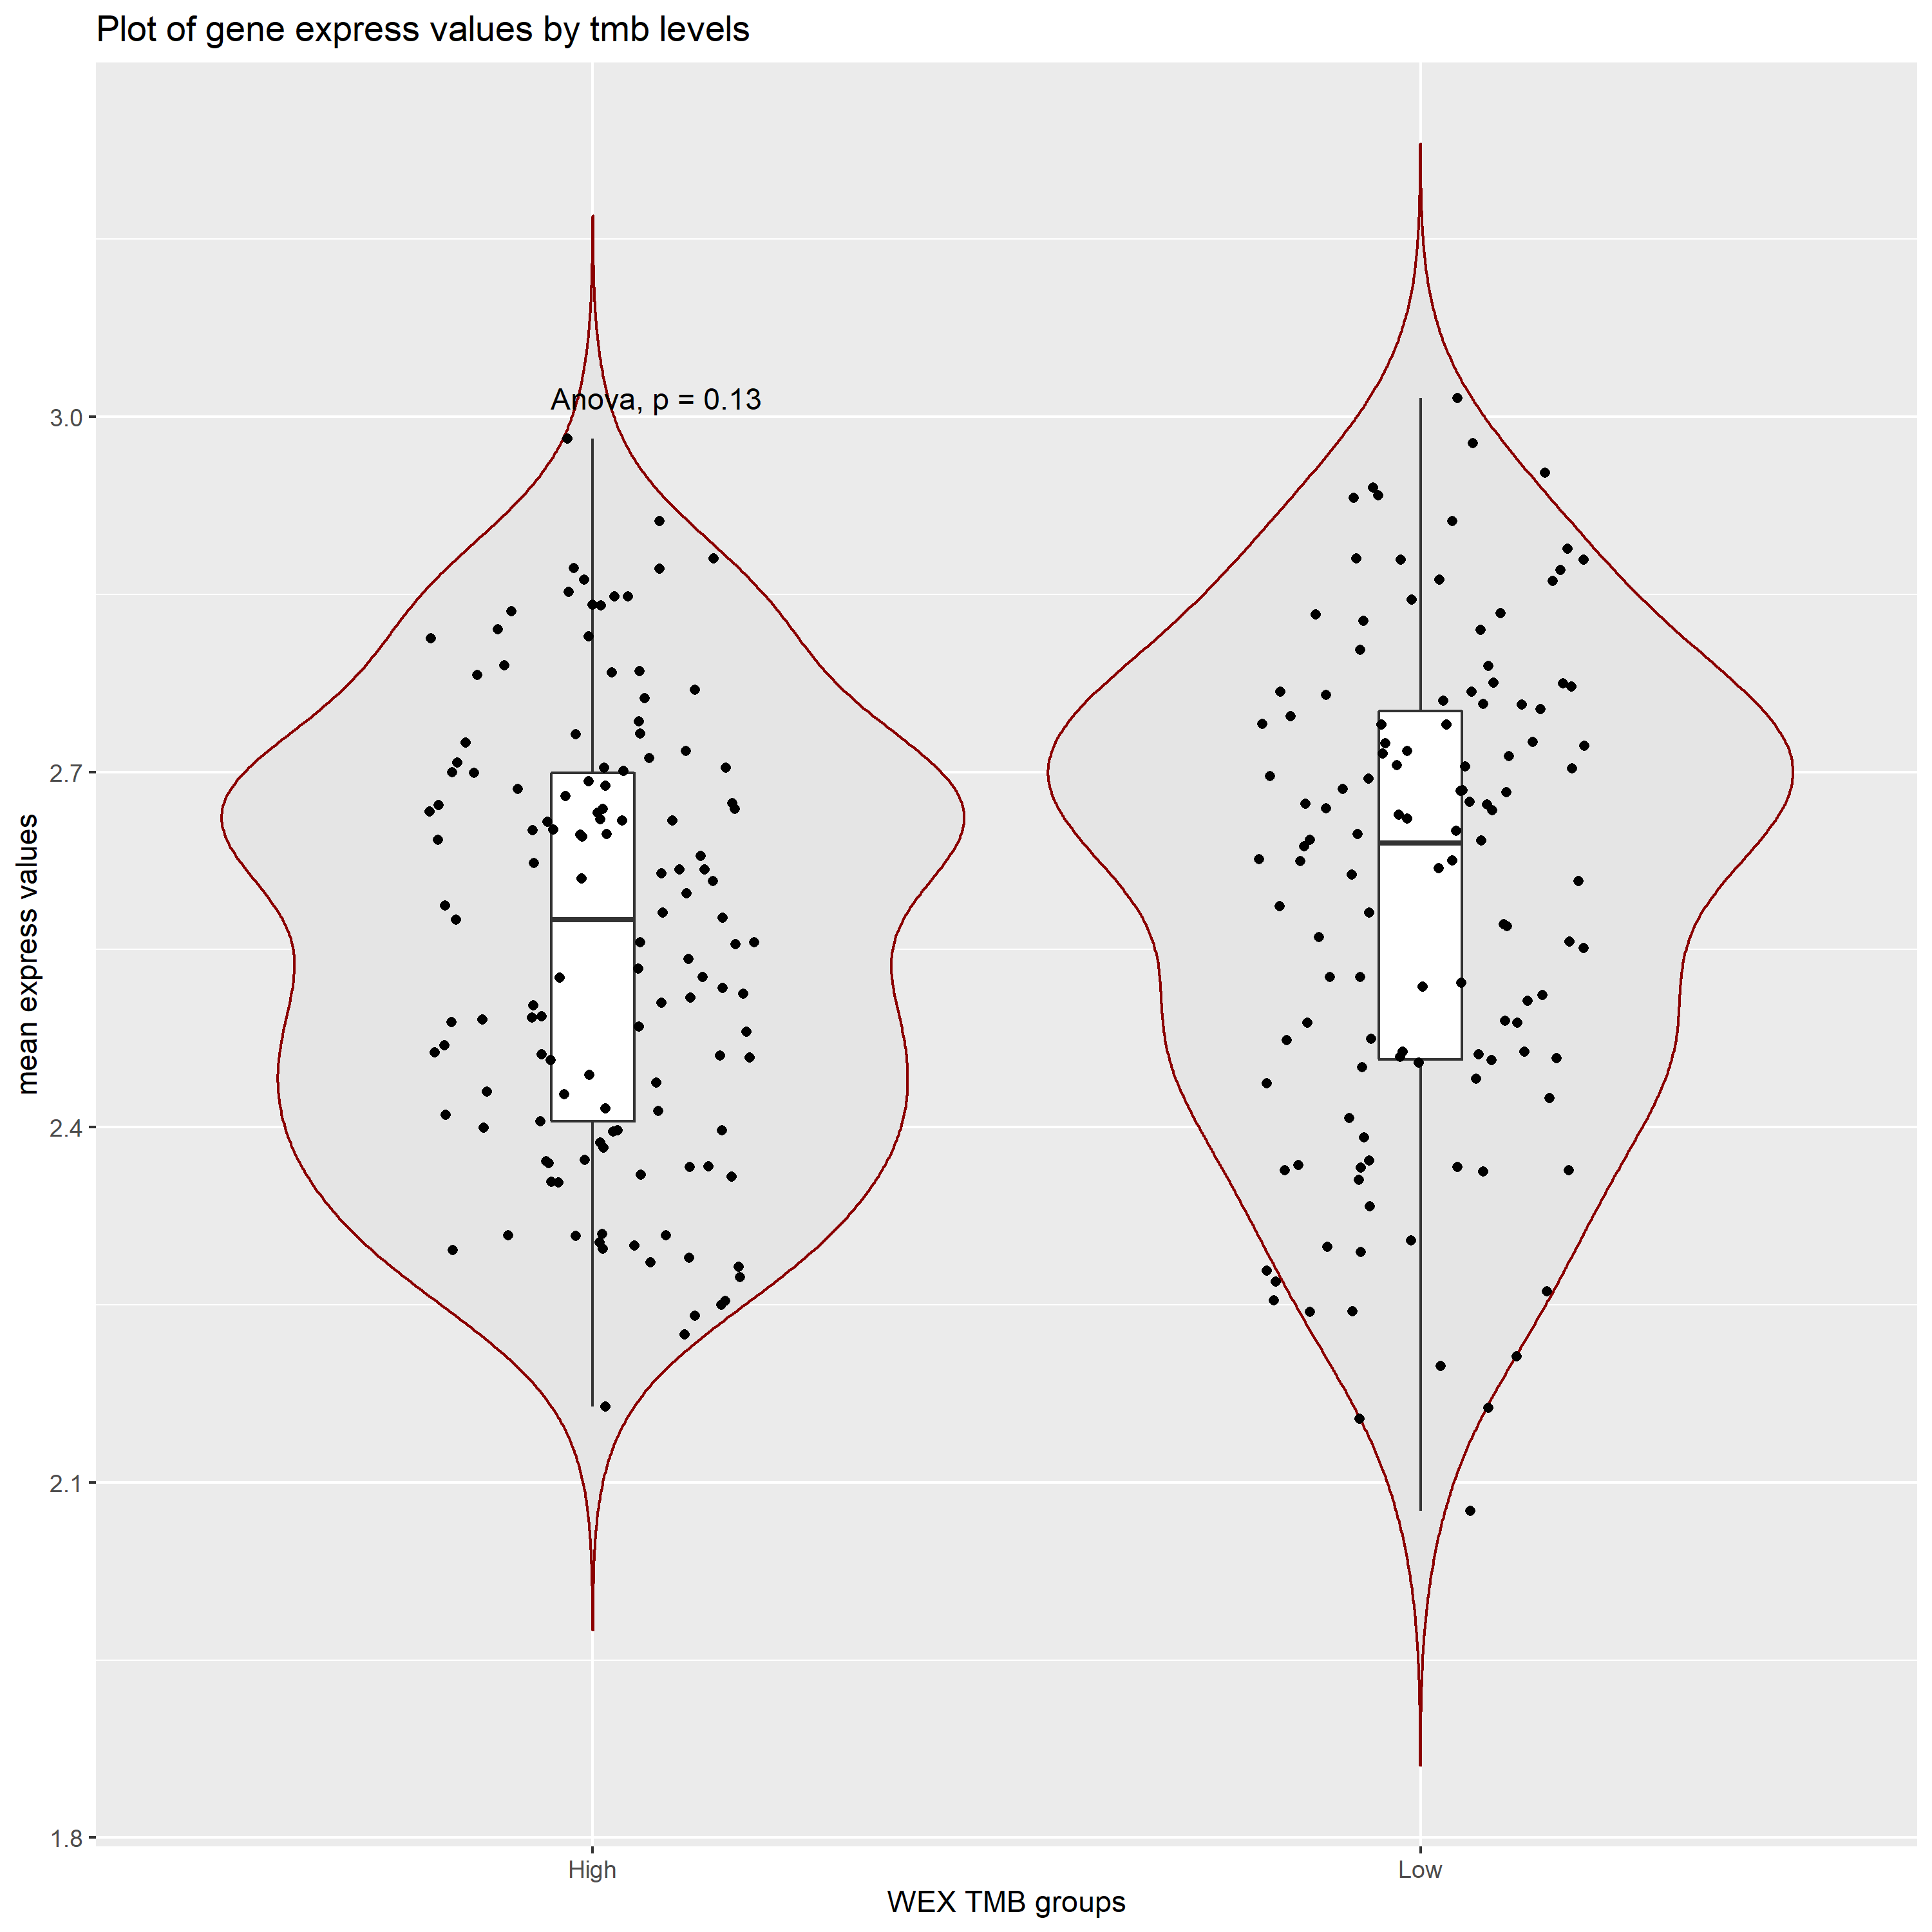 Plot of gene express values by tmb levels
Anova, p = 0.13
3.0
2.7
2.4
2.1
1.8
mean express values
High
Low
WEX TMB groups